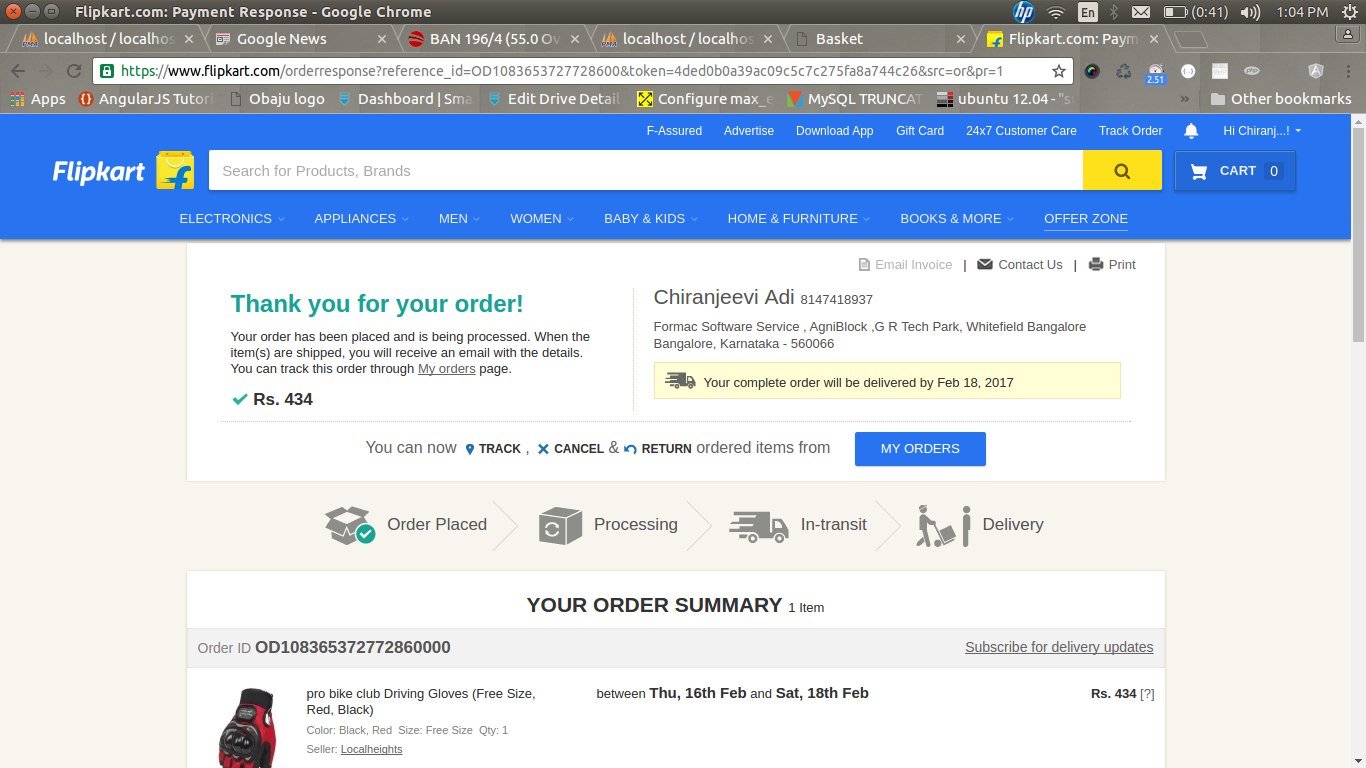 Flipkart.com: Payment Response - Google Chrome
En
(0:41)
1:04 PM
localhost / localhos
Google News
BAN 196/4 (55.0 Ov
localhost / localhos
Basket
Flipkart.com: Paym
https://www.flipkart.com/orderresponse?reference_id=OD1083653727728600&token=4ded0b0a39ac09c5c7c275fa8a744c26&src=or&pr=1
2.51
Apps
AngularJS Tutori
Obaju logo
Dashboard | Sma
Edit Drive Detail
Configure max_e
MySQL TRUNCAT
ubuntu 12.04 - "s
»
Other bookmarks
F-Assured Advertise Download App Gift Card 24x7 Customer Care Track Order Hi Chiranj...!
Flipkart
Search for Products, Brands
CART 0
ELECTRONICS APPLIANCES MEN WOMEN BABY & KIDS HOME & FURNITURE BOOKS & MORE OFFER ZONE
Email Invoice | Contact Us | Print
Thank you for your order!
Your order has been placed and is being processed. When the
item(s) are shipped, you will receive an email with the details.
You can track this order through My orders page.
Rs. 434
Chiranjeevi Adi 8147418937
Formac Software Service , AgniBlock ,G R Tech Park, Whitefield Bangalore
Bangalore, Karnataka - 560066
Your complete order will be delivered by Feb 18, 2017
You can now TRACK , CANCEL & RETURN ordered items from MY ORDERS
Order Placed Processing In-transit Delivery
YOUR ORDER SUMMARY 1 Item
Order ID OD108365372772860000
Subscribe for delivery updates
pro bike club Driving Gloves (Free Size,
Red, Black)
Color: Black, Red Size: Free Size Qty: 1
Seller: Localheights
between Thu, 16th Feb and Sat, 18th Feb
Rs. 434 [?]